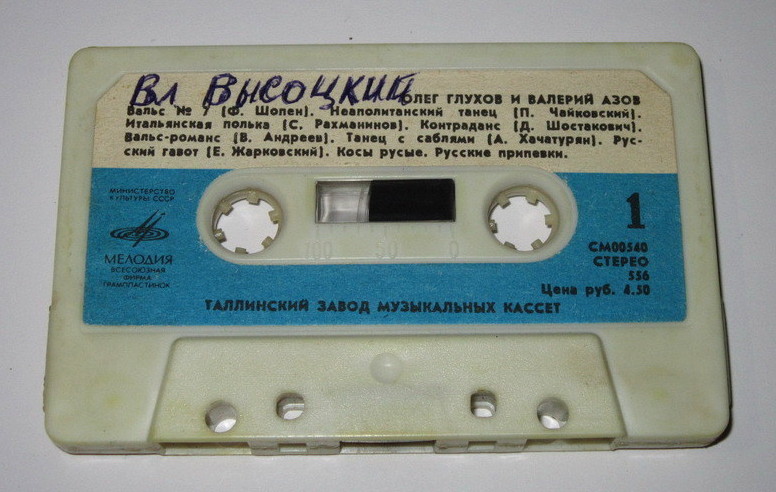 Вл Высоцкий
ОЛЕГ ГЛУХОВ И ВАЛЕРИЙ АЗОВ
Вальс № 7 [Ф. Шопен]. Неаполитанский танец [П. Чайковский].
Итальянская полька [С. Рахманинов]. Контраданс [Д. Шостакович].
Вальс-романс [В. Андреев]. Танец с саблями [А. Хачатурян]. Рус-
ский гавот [Е. Жарковский]. Косы русые. Русские припевки.
МИНИСТЕРСТВО
КУЛЬТУРЫ СССР
МЕЛОДИЯ
ВСЕСОЮЗНАЯ
ФИРМА
ГРАМПЛАСТИНОК
100 50 0
1
СМ00540
СТЕРЕО
556
Цена руб. 4.50
ТАЛЛИНСКИЙ ЗАВОД МУЗЫКАЛЬНЫХ КАССЕТ